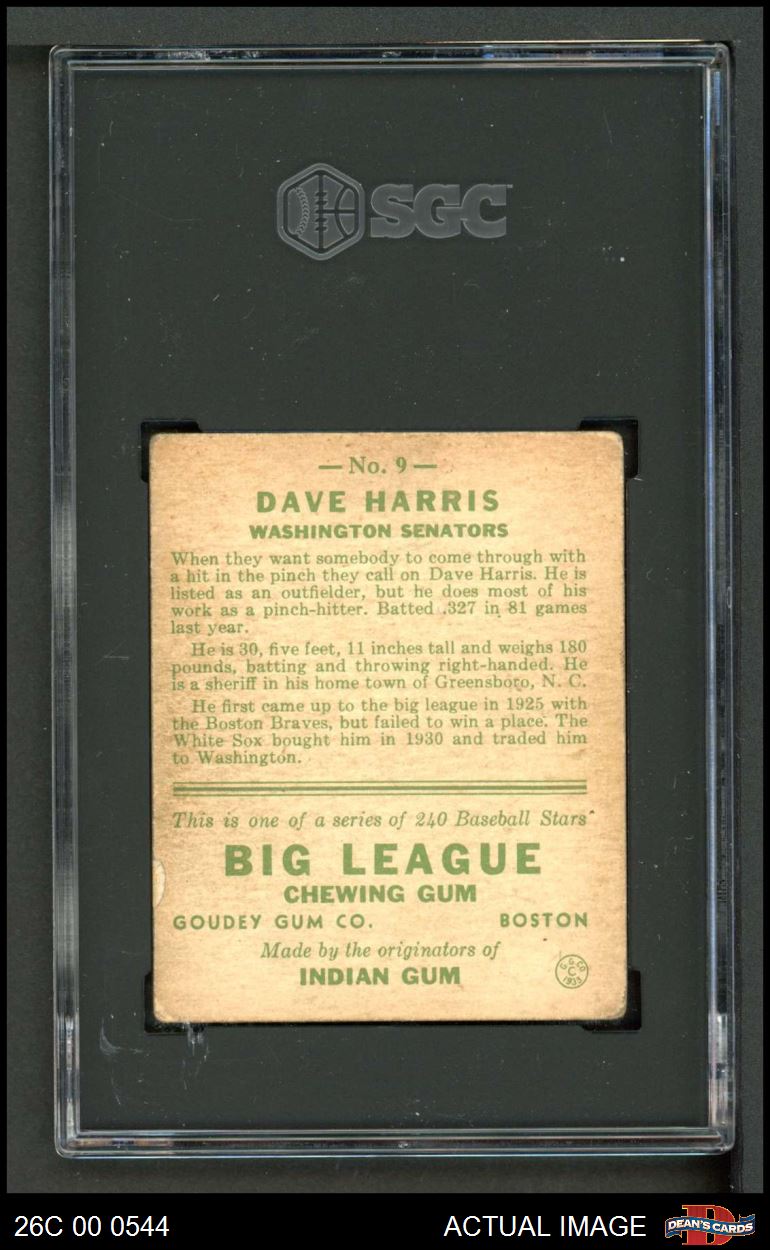 SGC
— No. 9 —
DAVE HARRIS
WASHINGTON SENATORS
When they want somebody to come through with
a hit in the pinch they call on Dave Harris. He is
listed as an outfielder, but he does most of his
work as a pinch-hitter. Batted .327 in 81 games
last year.
He is 30, five feet, 11 inches tall and weighs 180
pounds, batting and throwing right-handed. He
is a sheriff in his home town of Greensboro, N. C.
He first came up to the big league in 1925 with
the Boston Braves, but failed to win a place. The
White Sox bought him in 1930 and traded him
to Washington.
This is one of a series of 240 Baseball Stars
BIG LEAGUE
CHEWING GUM
GOUDEY GUM CO. BOSTON
Made by the originators of
INDIAN GUM
G.G.CO
C
1933
26C 00 0544
ACTUAL IMAGE
D
DEAN'S CARDS